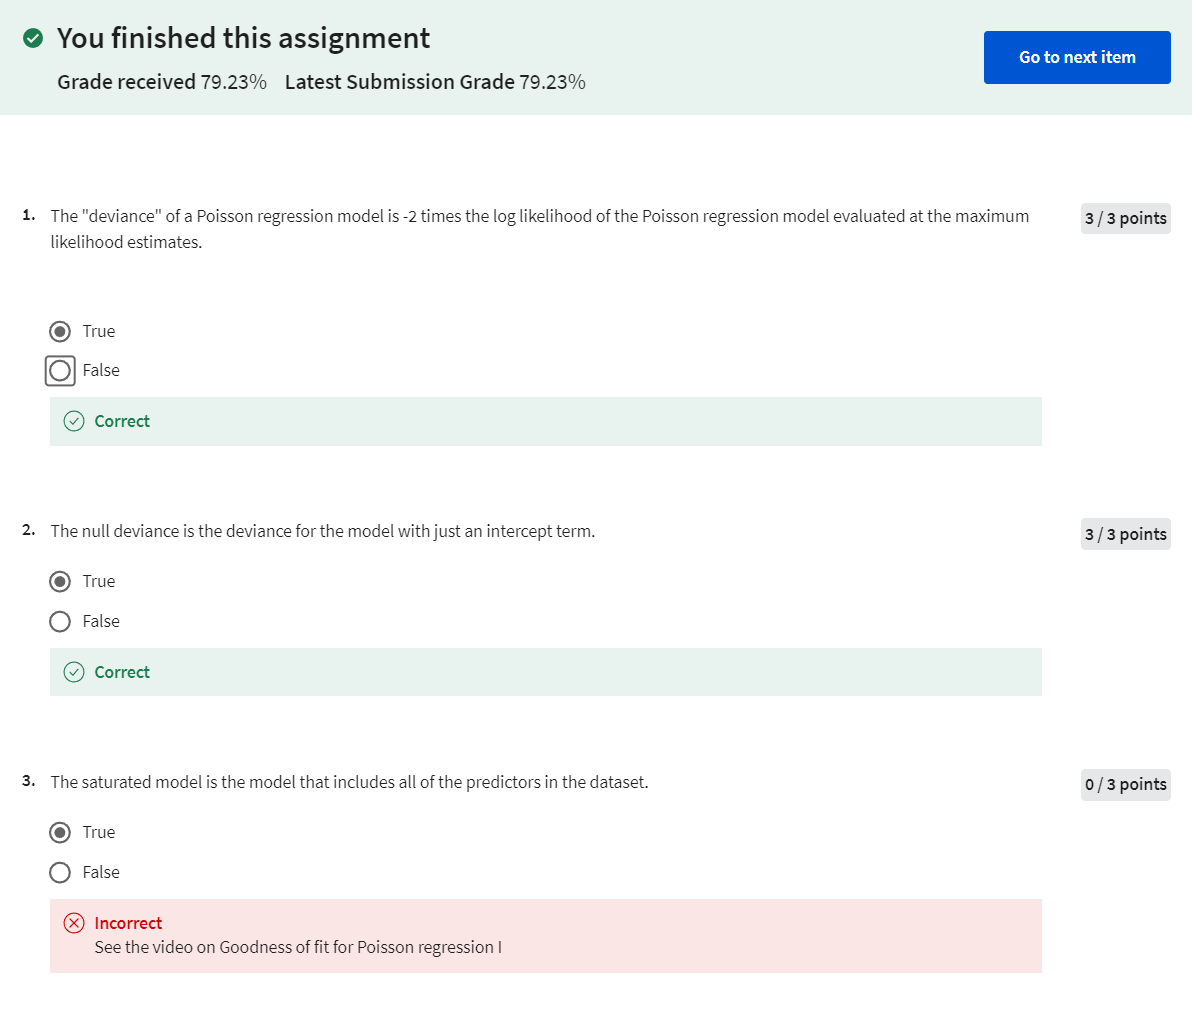 You finished this assignment
Grade received 79.23% Latest Submission Grade 79.23%
Go to next item
1. The "deviance" of a Poisson regression model is -2 times the log likelihood of the Poisson regression model evaluated at the maximum
likelihood estimates.
3 / 3 points
True
False
Correct
2. The null deviance is the deviance for the model with just an intercept term.
3 / 3 points
True
False
Correct
3. The saturated model is the model that includes all of the predictors in the dataset.
0 / 3 points
True
False
Incorrect
See the video on Goodness of fit for Poisson regression I